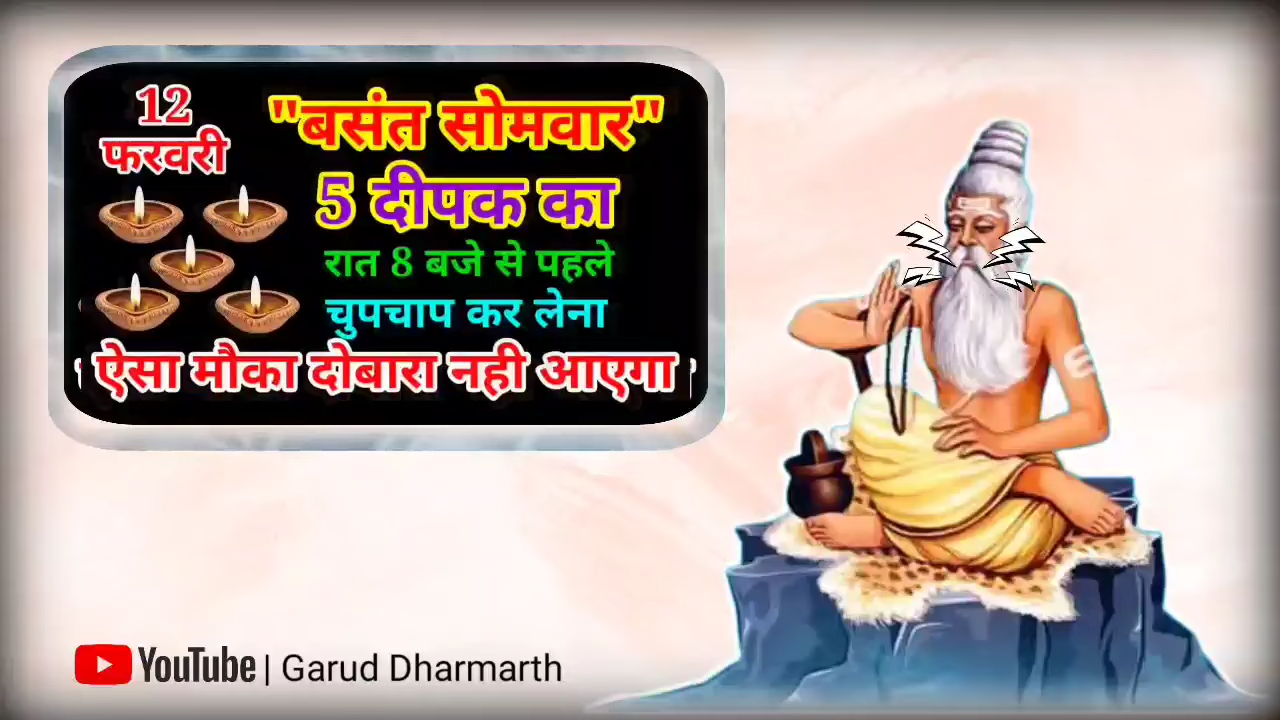 12
फरवरी
"बसंत सोमवार"
5 दीपक का
रात 8 बजे से पहले
चुपचाप कर लेना
ऐसा मौका दोबारा नही आएगा
YouTube | Garud Dharmarth